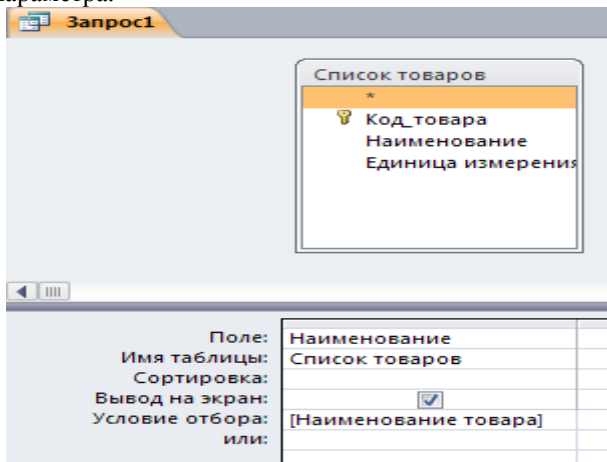 параметра.
Запрос1
Список товаров
*
Код_товара
Наименование
Единица измерения
Поле: Наименование
Имя таблицы: Список товаров
Сортировка:
Вывод на экран:
Условие отбора: [Наименование товара]
или: